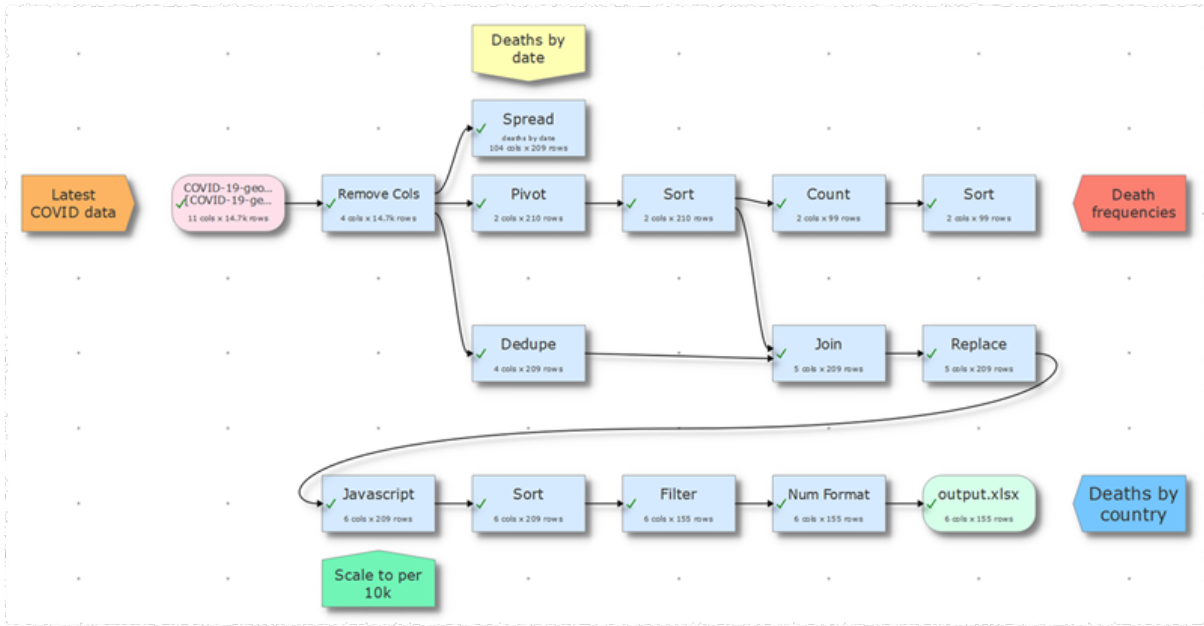 Deaths by
date
Spread
deaths by date
104 cols x 209 rows
Latest
COVID data
COVID-19-geo...
[COVID-19-ge...
11 cols x 14.7k rows
Remove Cols
4 cols x 14.7k rows
Pivot
2 cols x 210 rows
Sort
2 cols x 210 rows
Count
2 cols x 99 rows
Sort
2 cols x 99 rows
Death
frequencies
Dedupe
4 cols x 209 rows
Join
5 cols x 209 rows
Replace
5 cols x 209 rows
Javascript
6 cols x 209 rows
Sort
6 cols x 209 rows
Filter
6 cols x 155 rows
Num Format
6 cols x 155 rows
output.xlsx
6 cols x 155 rows
Deaths by
country
Scale to per
10k